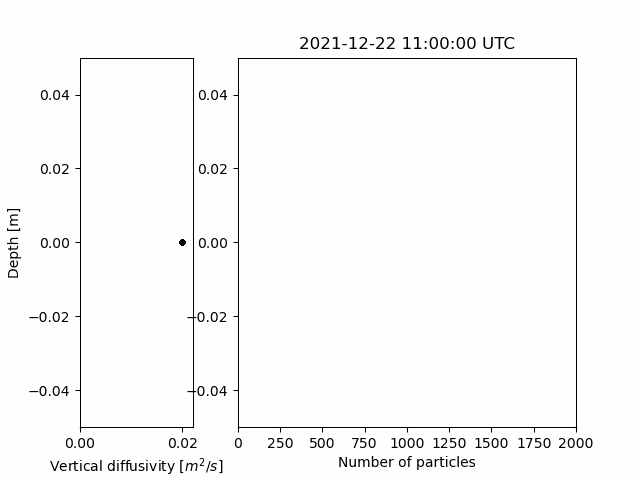 2021-12-22 11:00:00 UTC
0.04 0.04
0.02 0.02
0.00 0.00
−0.02 −0.02
−0.04 −0.04
Depth [m]
0.00 0.02 0 250 500 750 1000 1250 1500 1750 2000
Vertical diffusivity [m²/s] Number of particles